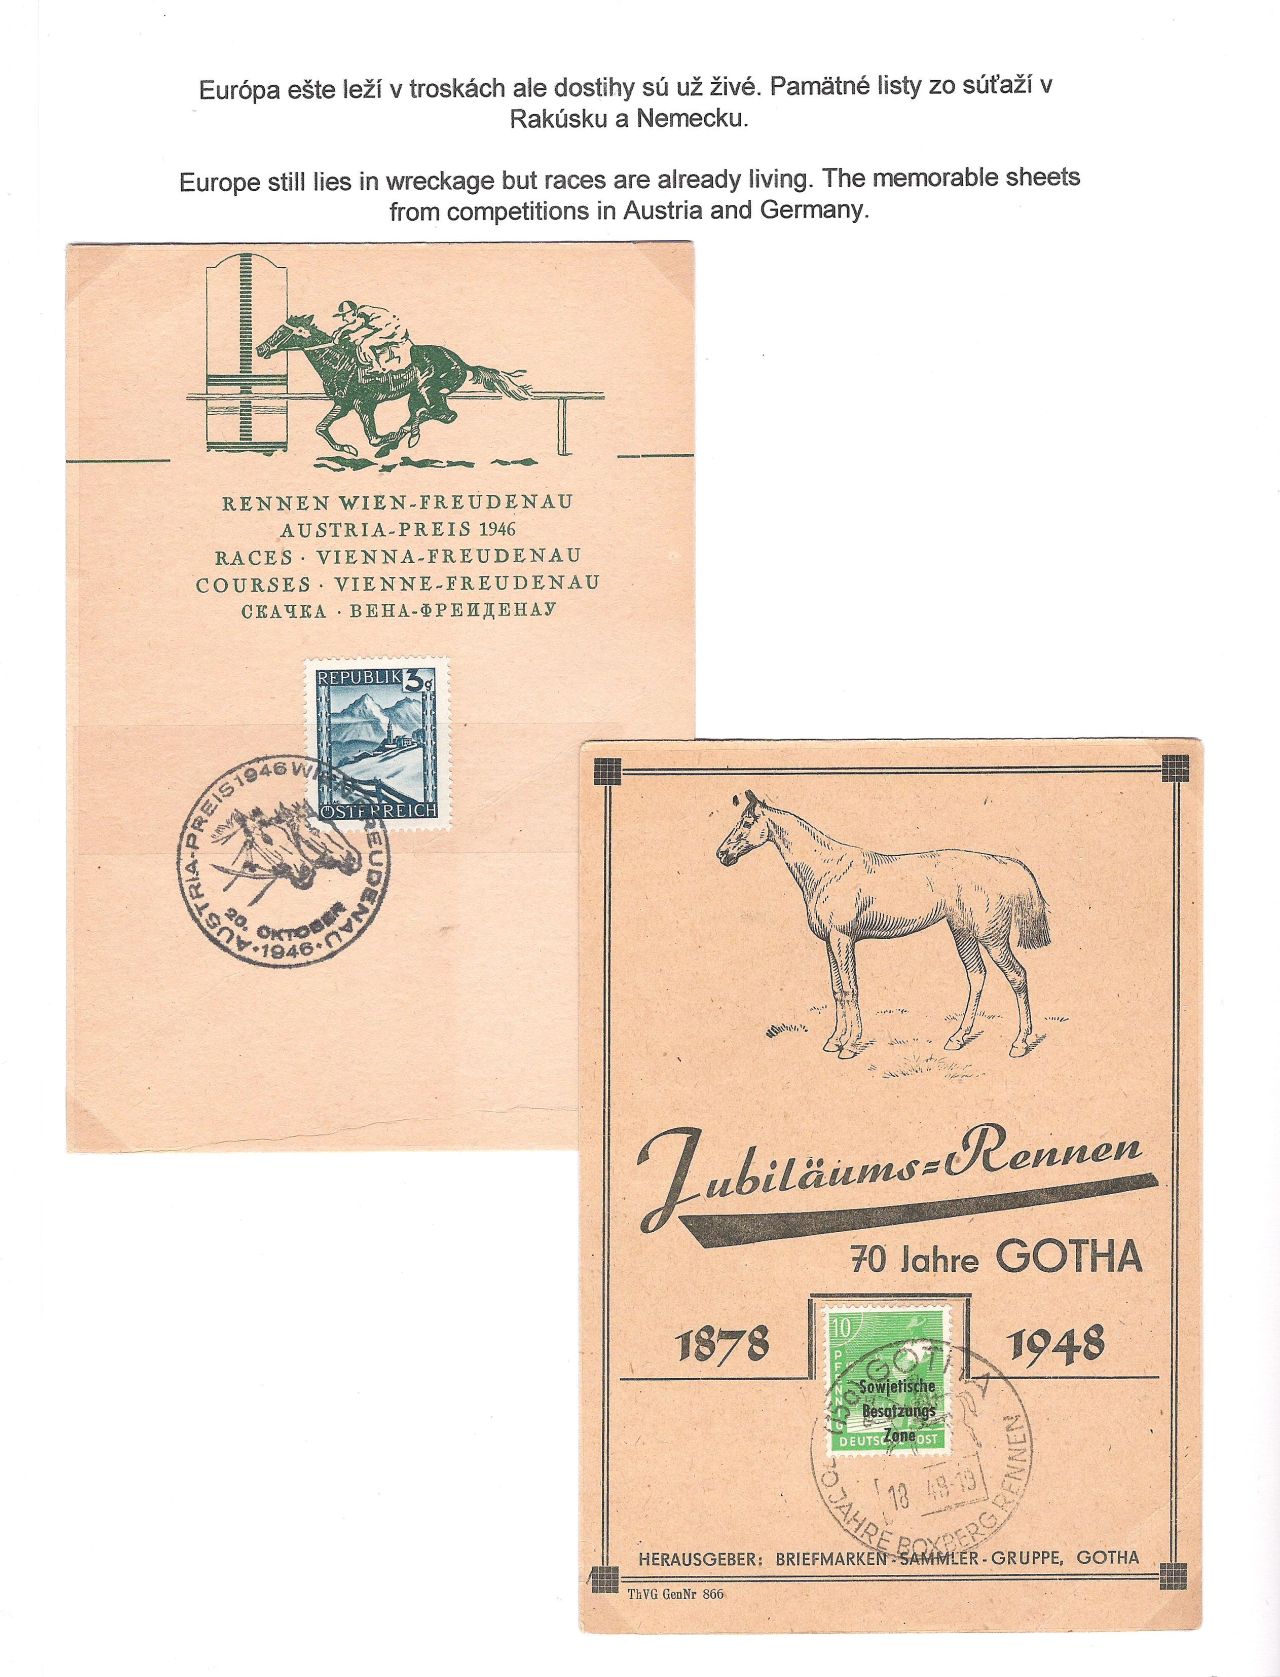 Európa ešte leží v troskách ale dostihy sú už živé. Pamätné listy zo súťaží v
Rakúsku a Nemecku.
Europe still lies in wreckage but races are already living. The memorable sheets
from competitions in Austria and Germany.
RENNEN WIEN-FREUDENAU
AUSTRIA-PREIS 1946
RACES · VIENNA-FREUDENAU
COURSES · VIENNE-FREUDENAU
СКАЧКА · ВЕНА-ФРЕИДЕНАУ
REPUBLIK 3g
ÖSTERREICH
AUSTRIA-PREIS 1946 WIEN-FREUDENAU
20. OKTOBER
·1946·
Jubiläums=Rennen
70 Jahre GOTHA
1878 1948
10
PFENNIG
Sowjetische
Besatzungs
Zone
DEUTSCHE POST
GOTHA
18 48-19
70 JAHRE BOXBERG RENNEN
HERAUSGEBER: BRIEFMARKEN-SAMMLER-GRUPPE, GOTHA
ThVG GenNr 866